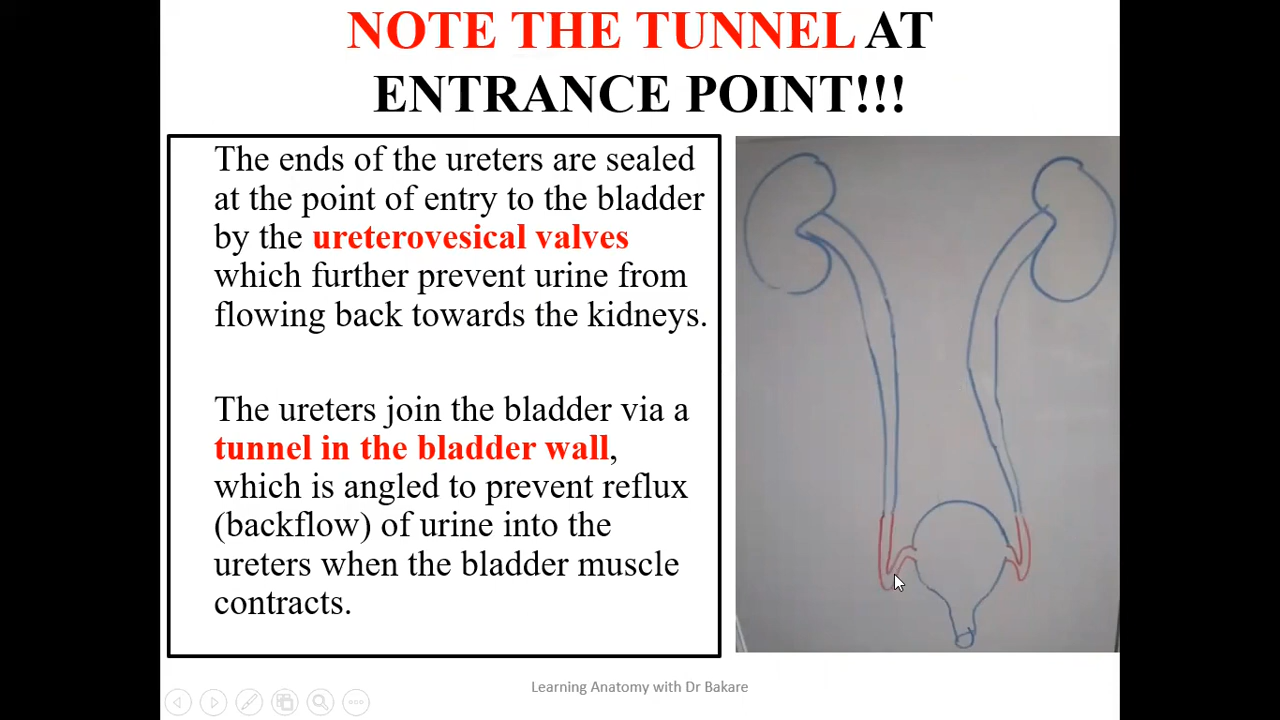 NOTE THE TUNNEL AT
ENTRANCE POINT!!!
The ends of the ureters are sealed
at the point of entry to the bladder
by the ureterovesical valves
which further prevent urine from
flowing back towards the kidneys.
The ureters join the bladder via a
tunnel in the bladder wall,
which is angled to prevent reflux
(backflow) of urine into the
ureters when the bladder muscle
contracts.
Learning Anatomy with Dr Bakare